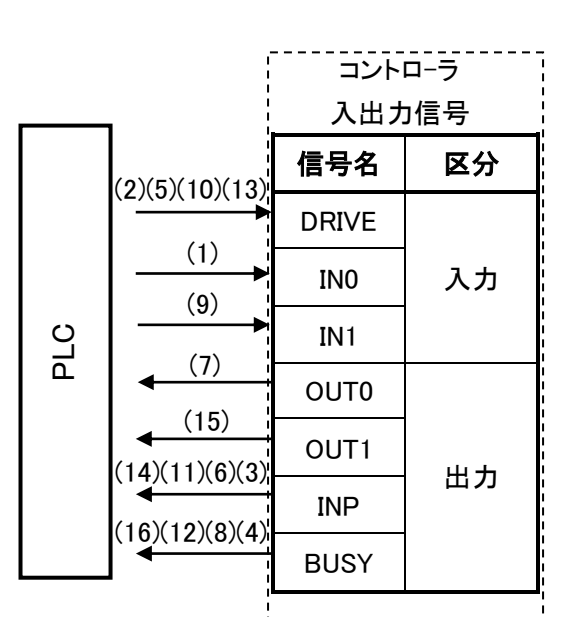 コントロ-ラ
入出力信号
信号名 区分
(2)(5)(10)(13)
DRIVE
(1)
IN0
入力
(9)
IN1
PLC
(7)
OUT0
(15)
OUT1
(14)(11)(6)(3)
INP
出力
(16)(12)(8)(4)
BUSY